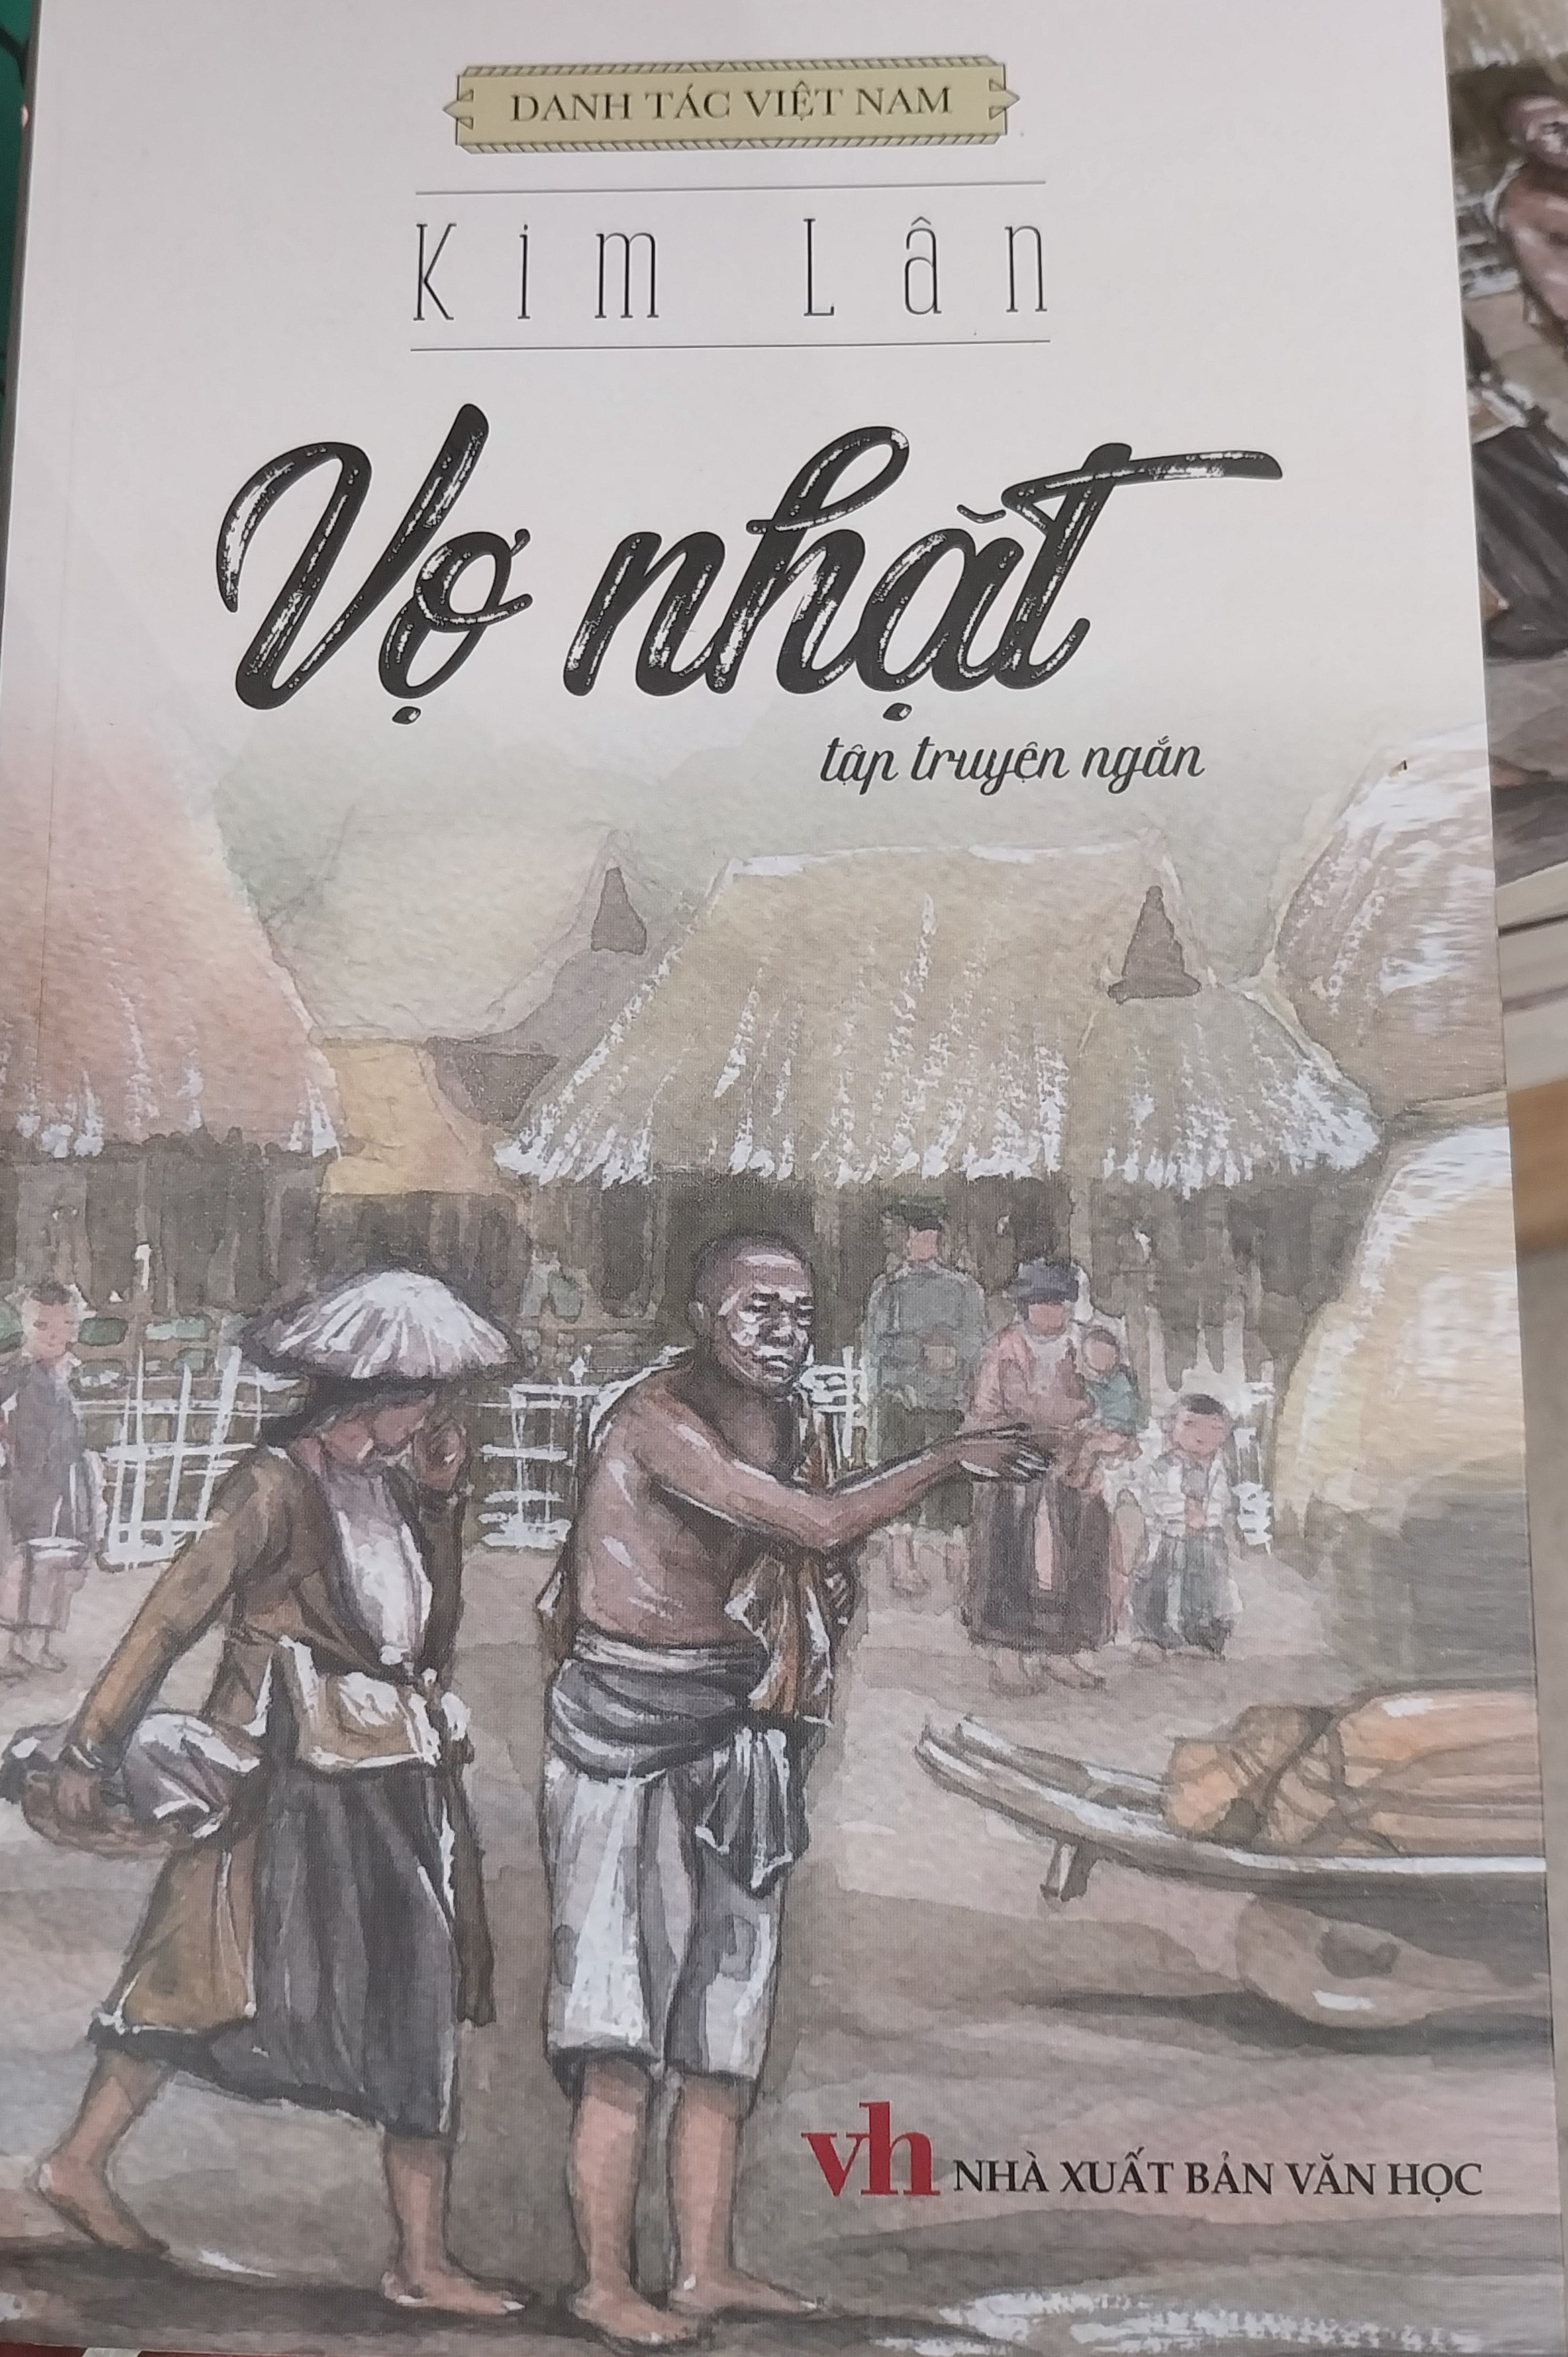 DANH TÁC VIỆT NAM
Kim Lân
Vợ nhặt
tập truyện ngắn
vh NHÀ XUẤT BẢN VĂN HỌC